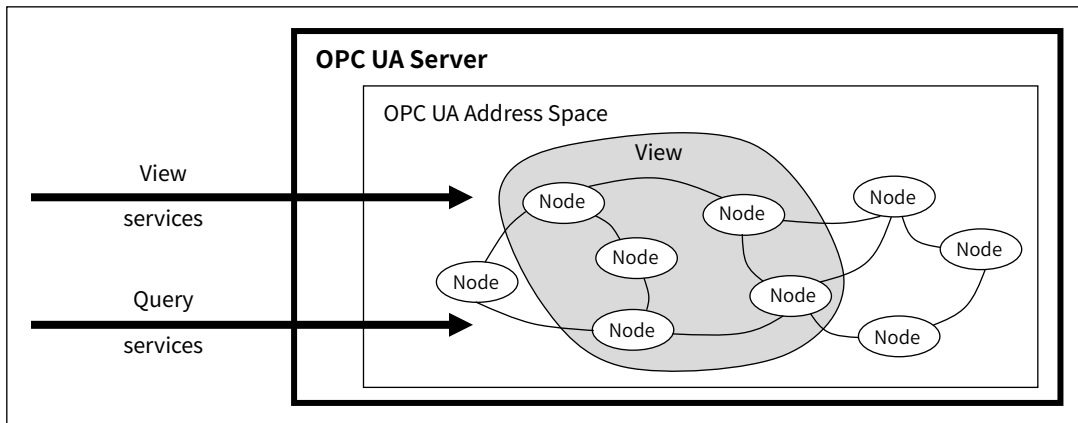 OPC UA Server
OPC UA Address Space
View
View
services
Node
Node
Node
Node
Node
Node
Node
Query
services
Node
Node
Node